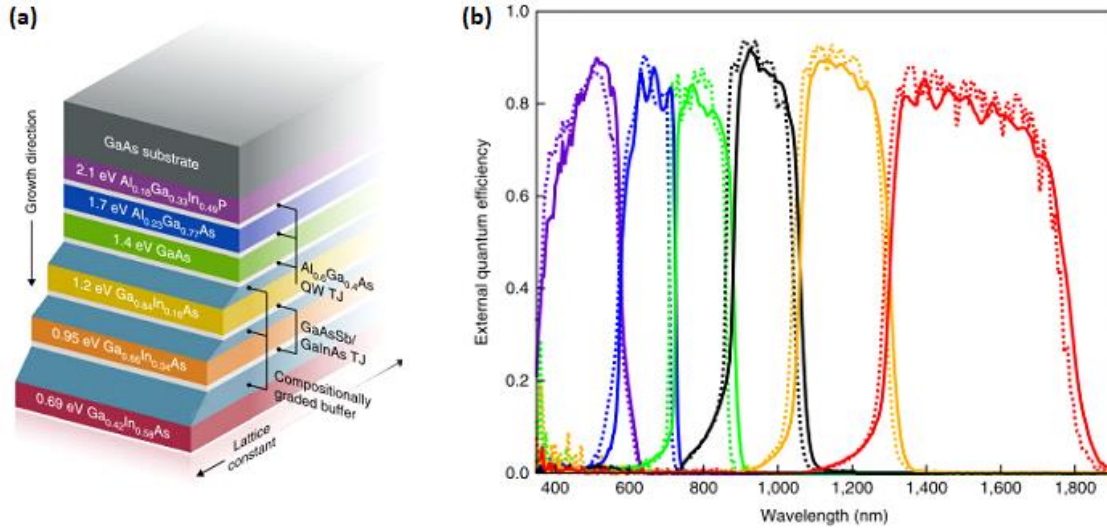 (a)
GaAs substrate
Growth direction
2.1 eV Al0.18Ga0.33In0.49P
1.7 eV Al0.23Ga0.77As
1.4 eV GaAs
1.2 eV Ga0.84In0.16As
0.95 eV Ga0.66In0.34As
0.69 eV Ga0.42In0.58As
Al0.6Ga0.4As
QW TJ
GaAsSb/
GaInAs TJ
Compositionally
graded buffer
Lattice
constant
(b)
External quantum efficiency
1.0
0.8
0.6
0.4
0.2
0.0
400 600 800 1,000 1,200 1,400 1,600 1,800
Wavelength (nm)